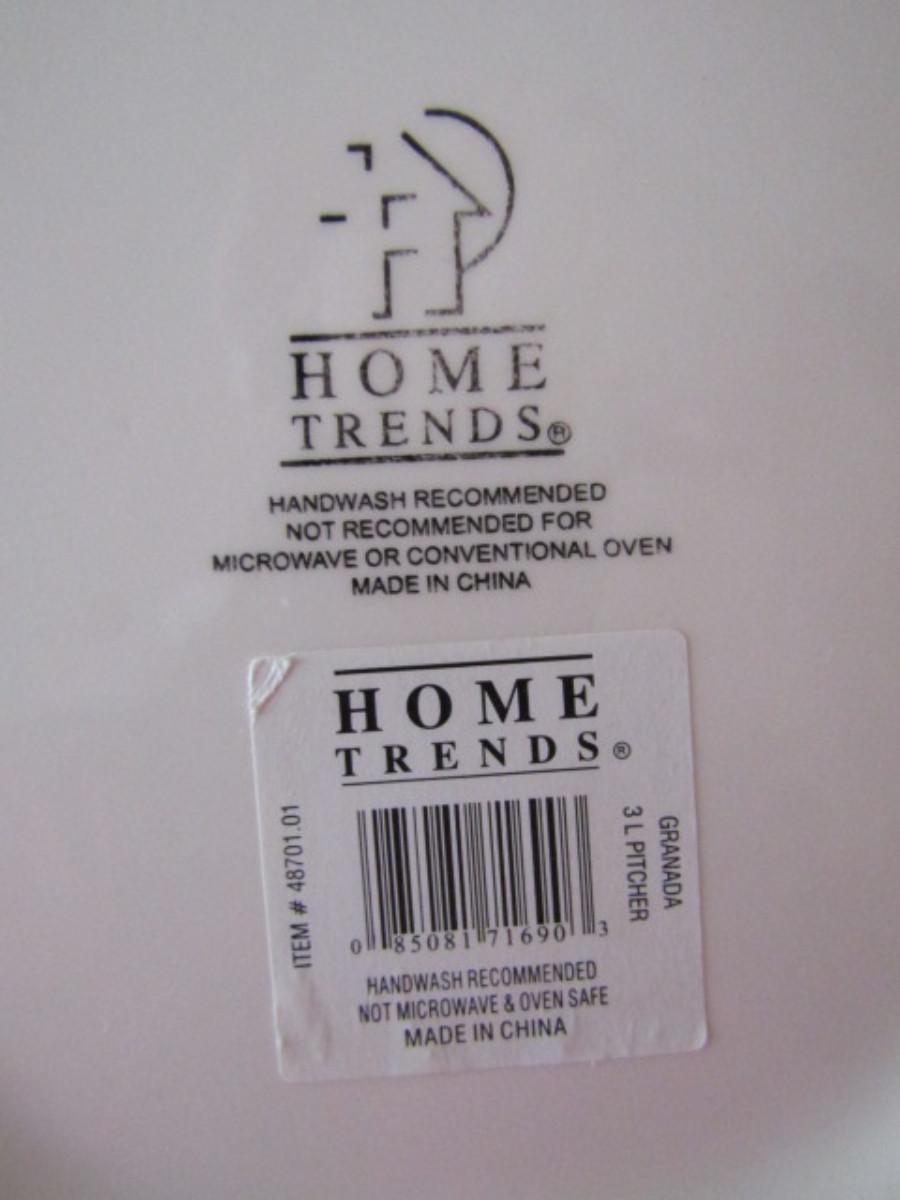 HOME
TRENDS®
HANDWASH RECOMMENDED
NOT RECOMMENDED FOR
MICROWAVE OR CONVENTIONAL OVEN
MADE IN CHINA
HOME
TRENDS®
ITEM # 48701.01
GRANADA
3 L PITCHER
0 85081 71690 3
HANDWASH RECOMMENDED
NOT MICROWAVE & OVEN SAFE
MADE IN CHINA